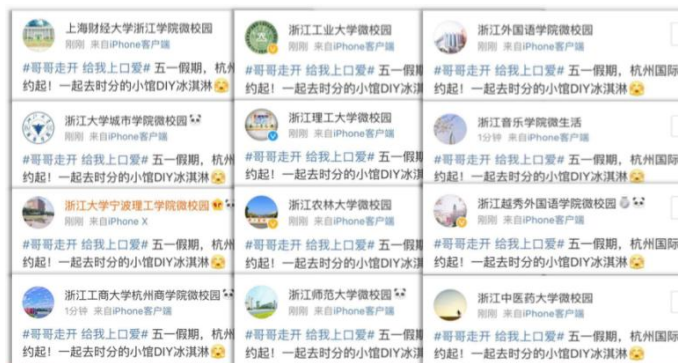 上海财经大学浙江学院微校园
刚刚 来自iPhone客户端
#哥哥走开 给我上口爱# 五一假期，杭州
约起！一起去时分的小馆DIY冰淇淋
浙江大学城市学院微校园
刚刚 来自iPhone客户端
#哥哥走开 给我上口爱# 五一假期，杭州
约起！一起去时分的小馆DIY冰淇淋
浙江大学宁波理工学院微校园
刚刚 来自iPhone X
#哥哥走开 给我上口爱# 五一假期，杭州
约起！一起去时分的小馆DIY冰淇淋
浙江工商大学杭州商学院微校园
1分钟 来自iPhone客户端
#哥哥走开 给我上口爱# 五一假期，杭州
约起！一起去时分的小馆DIY冰淇淋
浙江工业大学微校园
刚刚 来自iPhone客户端
#哥哥走开 给我上口爱# 五一假
约起！一起去时分的小馆DIY冰
浙江理工大学微校园
刚刚 来自iPhone客户端
#哥哥走开 给我上口爱# 五一假
约起！一起去时分的小馆DIY冰
浙江农林大学微校园
刚刚 来自iPhone客户端
#哥哥走开 给我上口爱# 五一假
约起！一起去时分的小馆DIY冰
浙江师范大学微校园
刚刚 来自iPhone客户端
#哥哥走开 给我上口爱# 五一假
约起！一起去时分的小馆DIY冰
浙江外国语学院微校园
刚刚 来自iPhone客户端
#哥哥走开 给我上口爱# 五一假期，杭州国际
约起！一起去时分的小馆DIY冰淇淋
浙江音乐学院微生活
1分钟 来自iPhone客户端
#哥哥走开 给我上口爱# 五一假期，杭州国际
约起！一起去时分的小馆DIY冰淇淋
浙江越秀外国语学院微校园
刚刚 来自iPhone客户端
#哥哥走开 给我上口爱# 五一假期，杭州国际
约起！一起去时分的小馆DIY冰淇淋
浙江中医药大学微校园
刚刚 来自iPhone客户端
#哥哥走开 给我上口爱# 五一假期，杭州国际
约起！一起去时分的小馆DIY冰淇淋